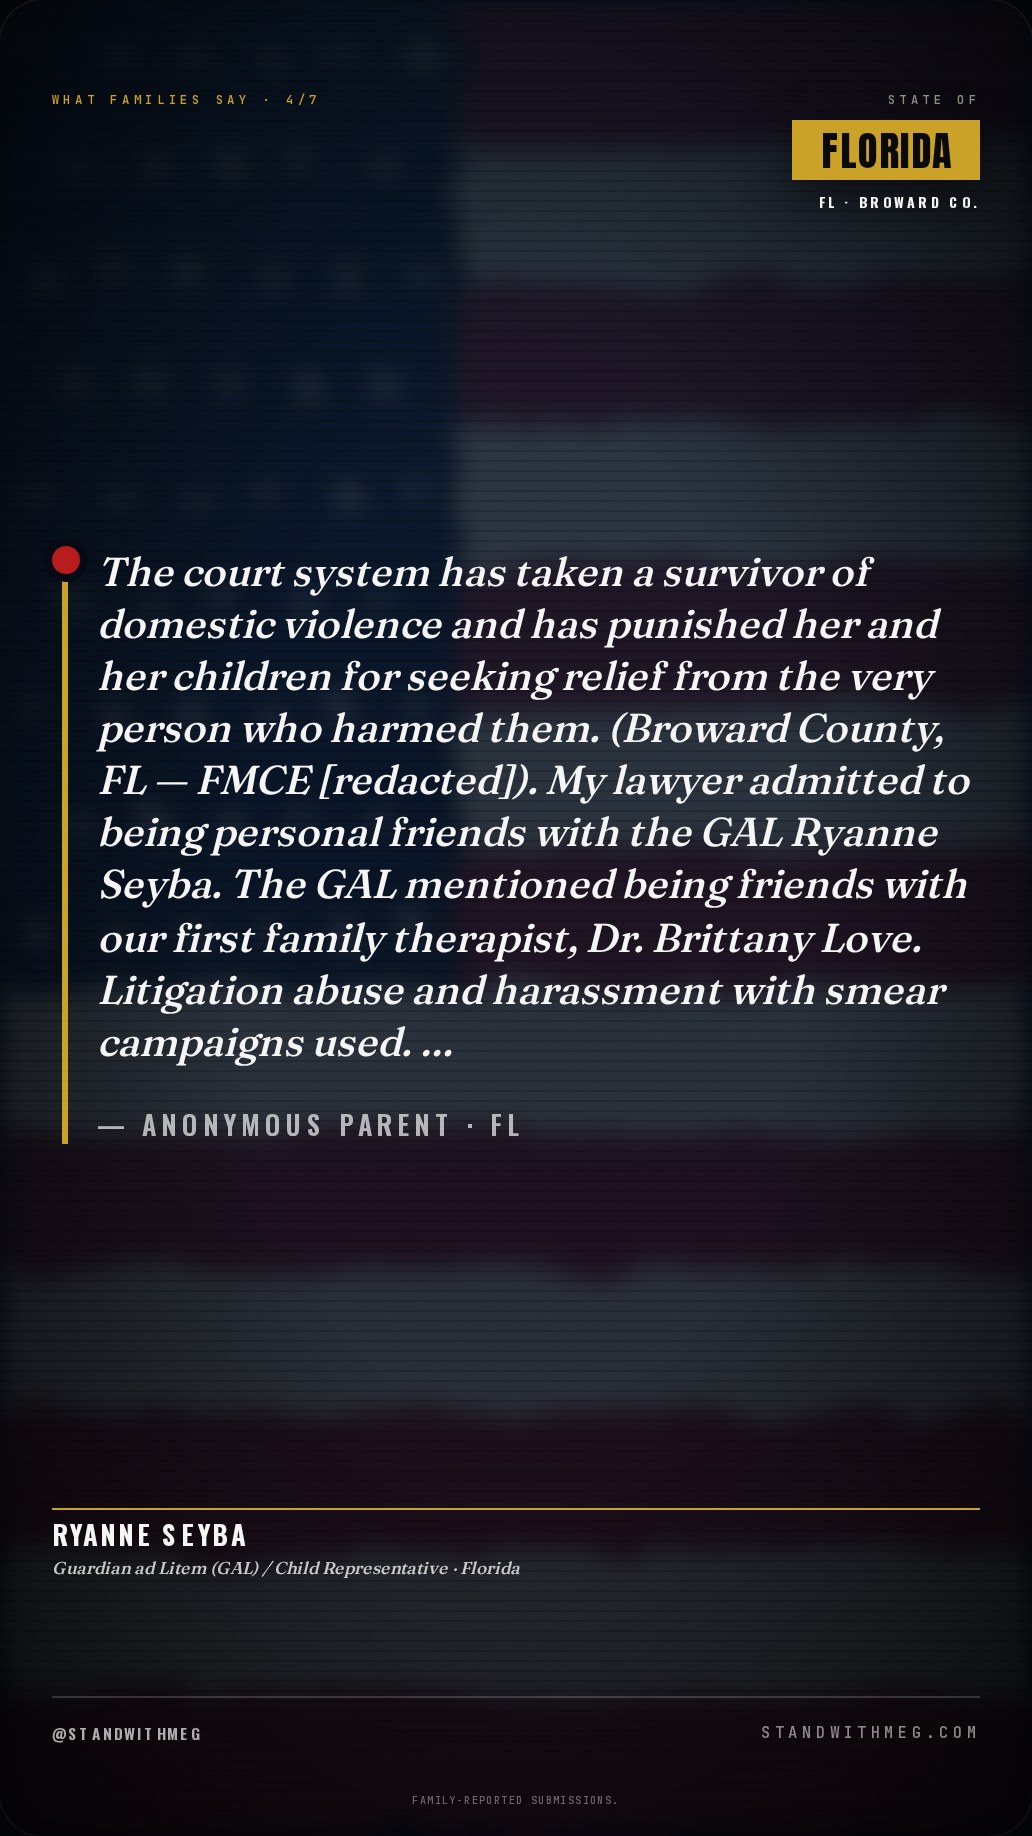 WHAT FAMILIES SAY · 4/7
STATE OF
FLORIDA
FL · BROWARD CO.
The court system has taken a survivor of
domestic violence and has punished her and
her children for seeking relief from the very
person who harmed them. (Broward County,
FL — FMCE [redacted]). My lawyer admitted to
being personal friends with the GAL Ryanne
Seyba. The GAL mentioned being friends with
our first family therapist, Dr. Brittany Love.
Litigation abuse and harassment with smear
campaigns used. ...
— ANONYMOUS PARENT · FL
RYANNE SEYBA
Guardian ad Litem (GAL) / Child Representative · Florida
@STANDWITHMEG
STANDWITHMEG.COM
FAMILY-REPORTED SUBMISSIONS.